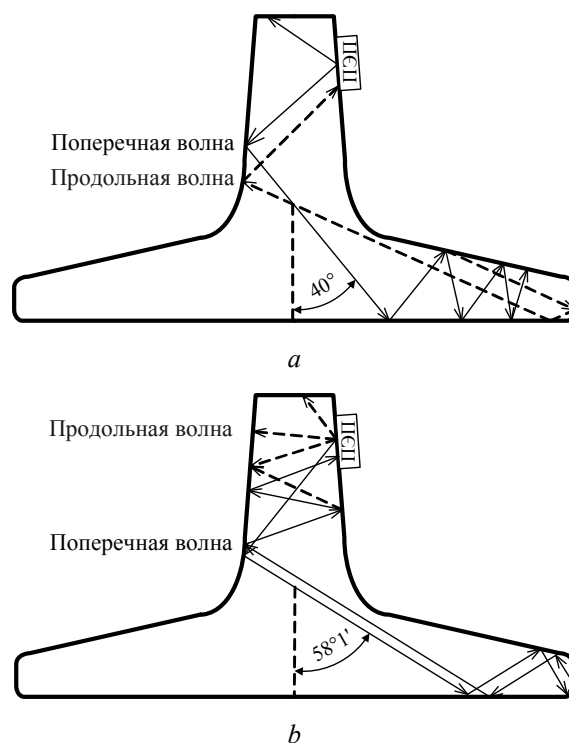 ПЭП
Поперечная волна
Продольная волна
40°
a
Продольная волна
ПЭП
Поперечная волна
58°1′
b